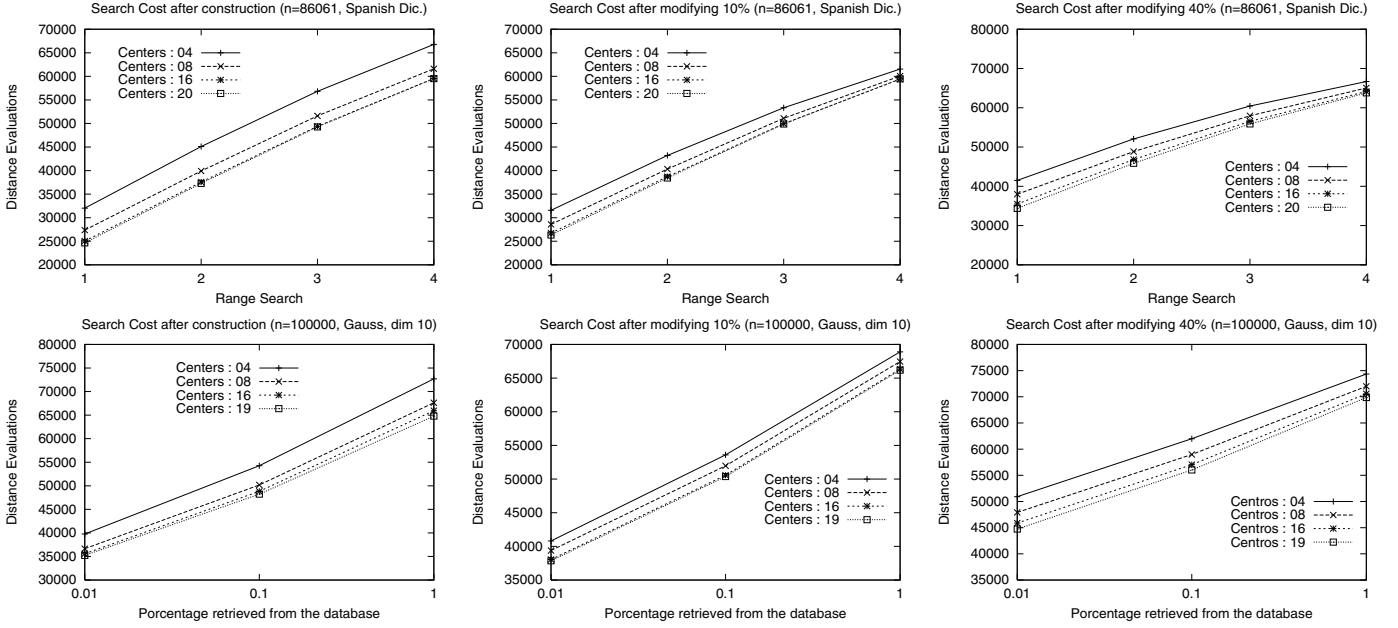 Search Cost after construction (n=86061, Spanish Dic.)
Distance Evaluations
70000
65000
60000
55000
50000
45000
40000
35000
30000
25000
20000
Centers : 04
Centers : 08
Centers : 16
Centers : 20
1 2 3 4
Range Search
Search Cost after modifying 10% (n=86061, Spanish Dic.)
Distance Evaluations
70000
65000
60000
55000
50000
45000
40000
35000
30000
25000
20000
Centers : 04
Centers : 08
Centers : 16
Centers : 20
1 2 3 4
Range Search
Search Cost after modifying 40% (n=86061, Spanish Dic.)
Distance Evaluations
80000
70000
60000
50000
40000
30000
20000
Centers : 04
Centers : 08
Centers : 16
Centers : 20
1 2 3 4
Range Search
Search Cost after construction (n=100000, Gauss, dim 10)
Distance Evaluations
80000
75000
70000
65000
60000
55000
50000
45000
40000
35000
30000
Centers : 04
Centers : 08
Centers : 16
Centers : 19
0.01 0.1 1
Porcentage retrieved from the database
Search Cost after modifying 10% (n=100000, Gauss, dim 10)
Distance Evaluations
70000
65000
60000
55000
50000
45000
40000
35000
Centers : 04
Centers : 08
Centers : 16
Centers : 19
0.01 0.1 1
Porcentage retrieved from the database
Search Cost after modifying 40% (n=100000, Gauss, dim 10)
Distance Evaluations
80000
75000
70000
65000
60000
55000
50000
45000
40000
35000
Centros : 04
Centros : 08
Centros : 16
Centros : 19
0.01 0.1 1
Porcentage retrieved from the database